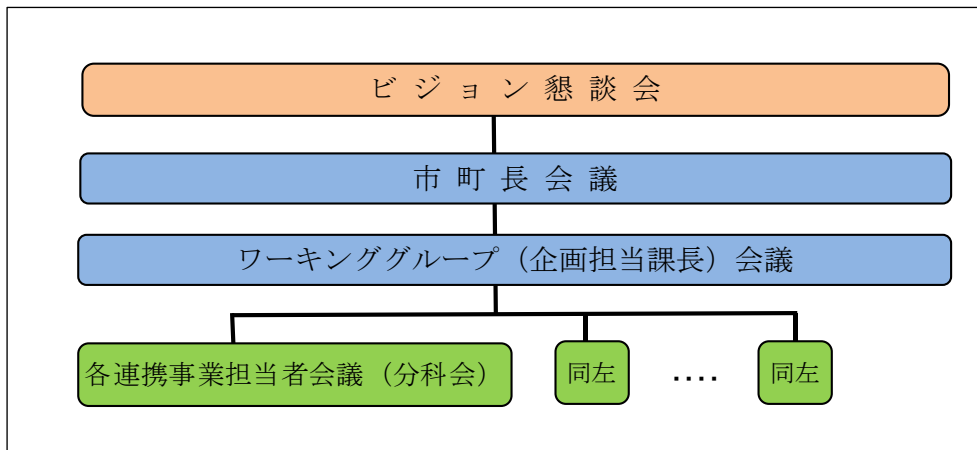 ビジョン懇談会
市町長会議
ワーキンググループ（企画担当課長）会議
各連携事業担当者会議（分科会）
同左
‥‥
同左